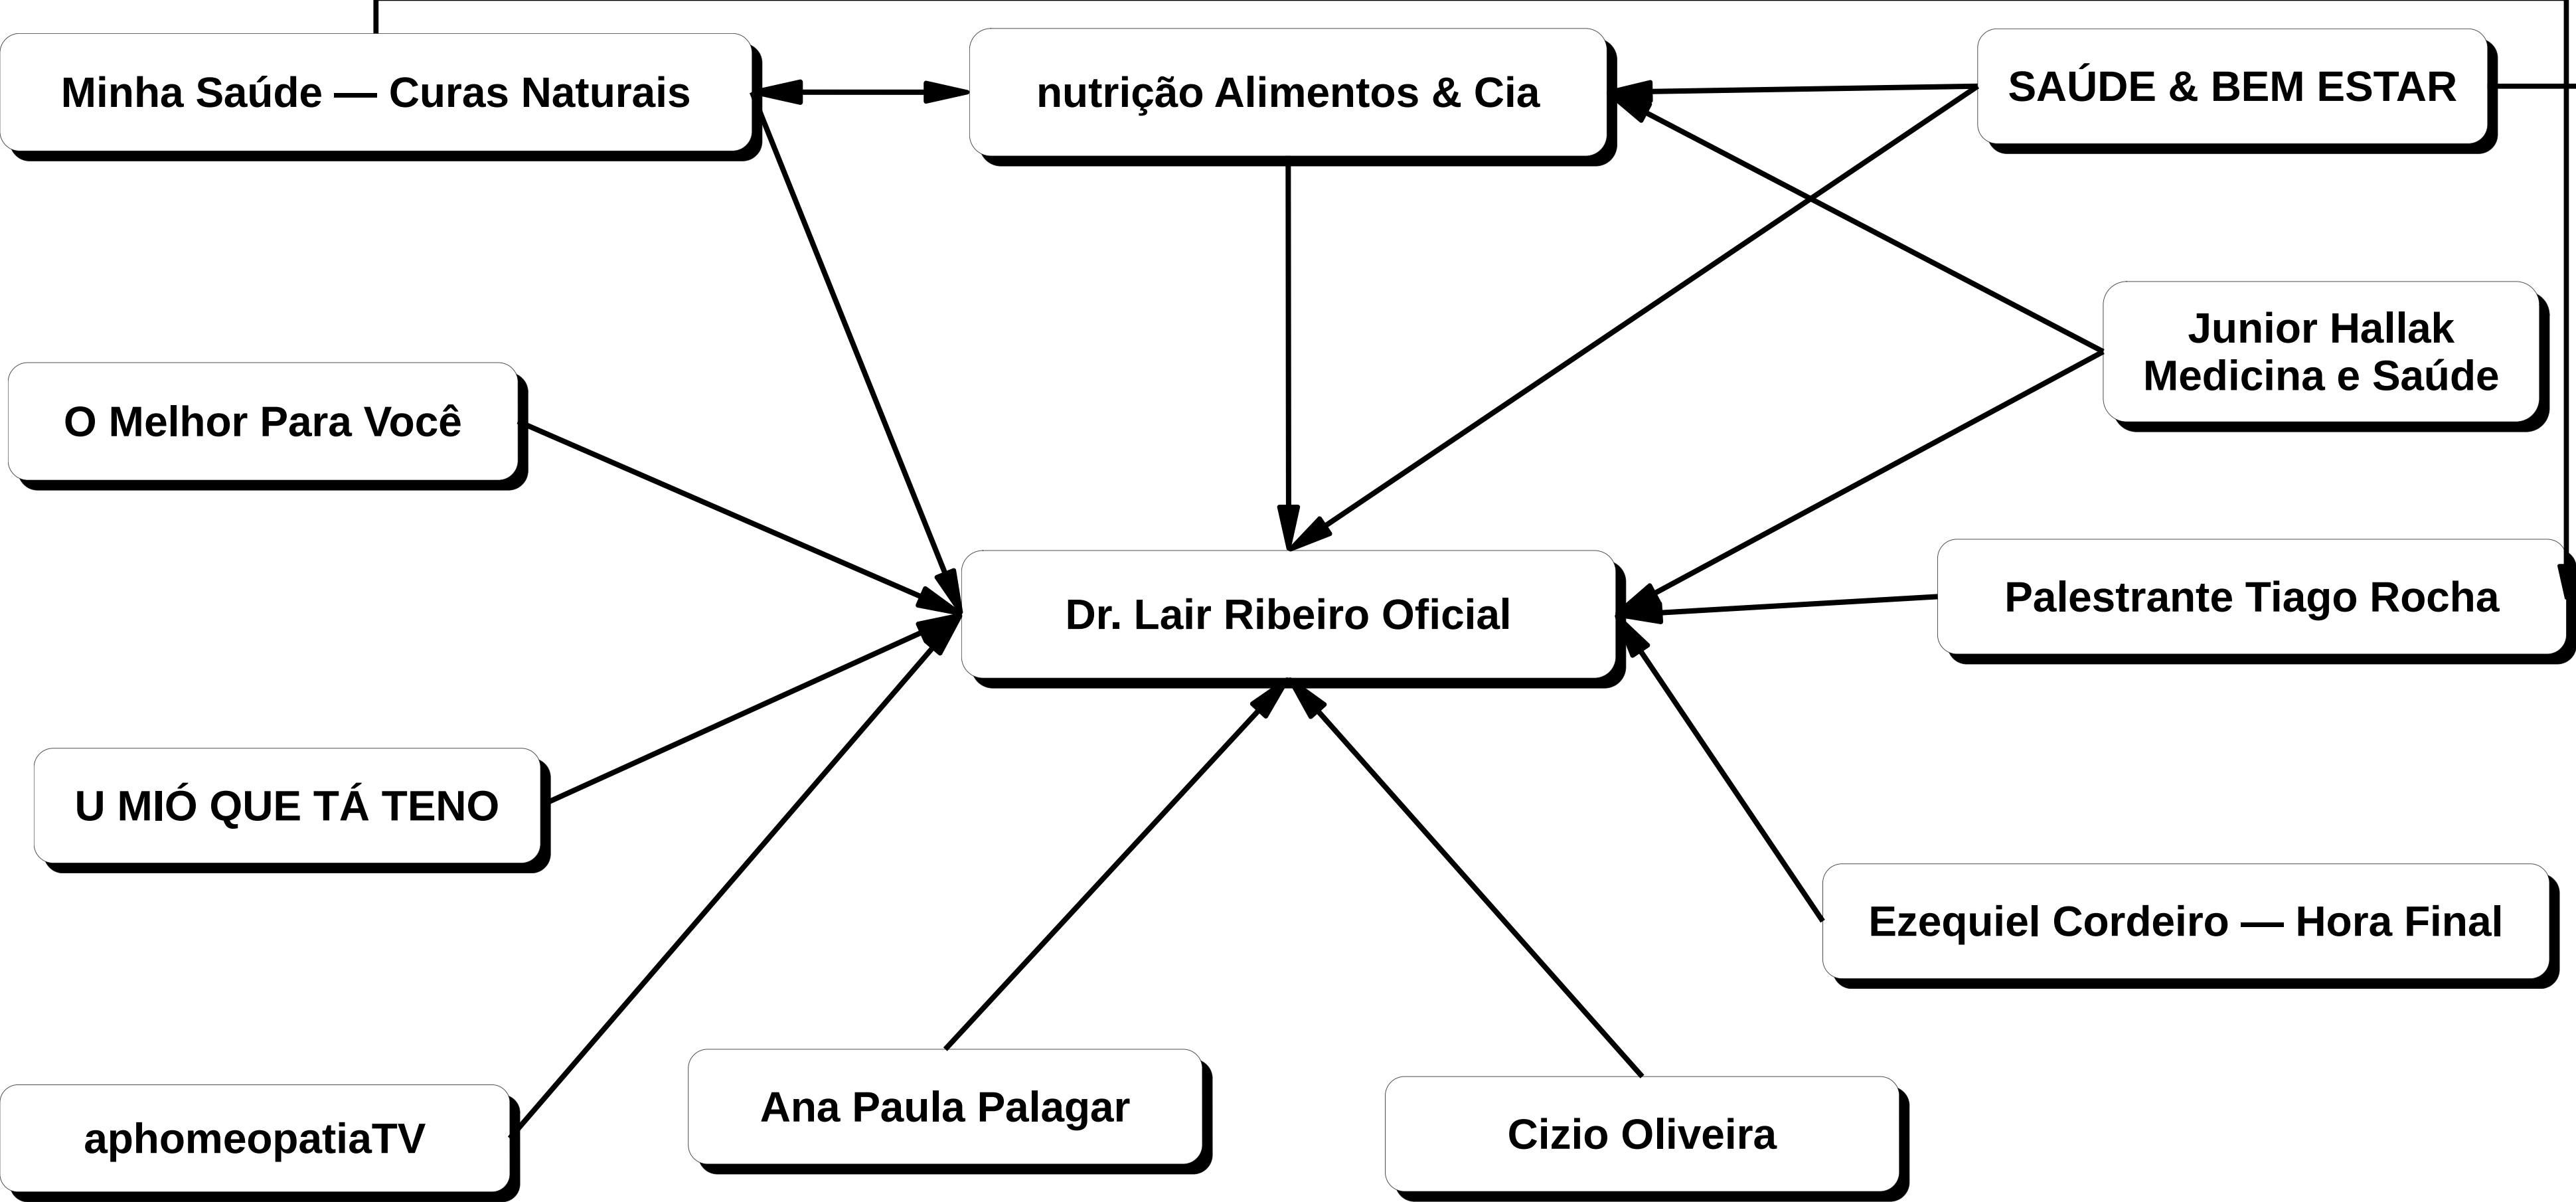 Minha Saúde — Curas Naturais
nutrição Alimentos & Cia
SAÚDE & BEM ESTAR
Junior Hallak
Medicina e Saúde
O Melhor Para Você
Dr. Lair Ribeiro Oficial
Palestrante Tiago Rocha
U MIÓ QUE TÁ TENO
Ezequiel Cordeiro — Hora Final
Ana Paula Palagar
Cizio Oliveira
aphomeopatiaTV